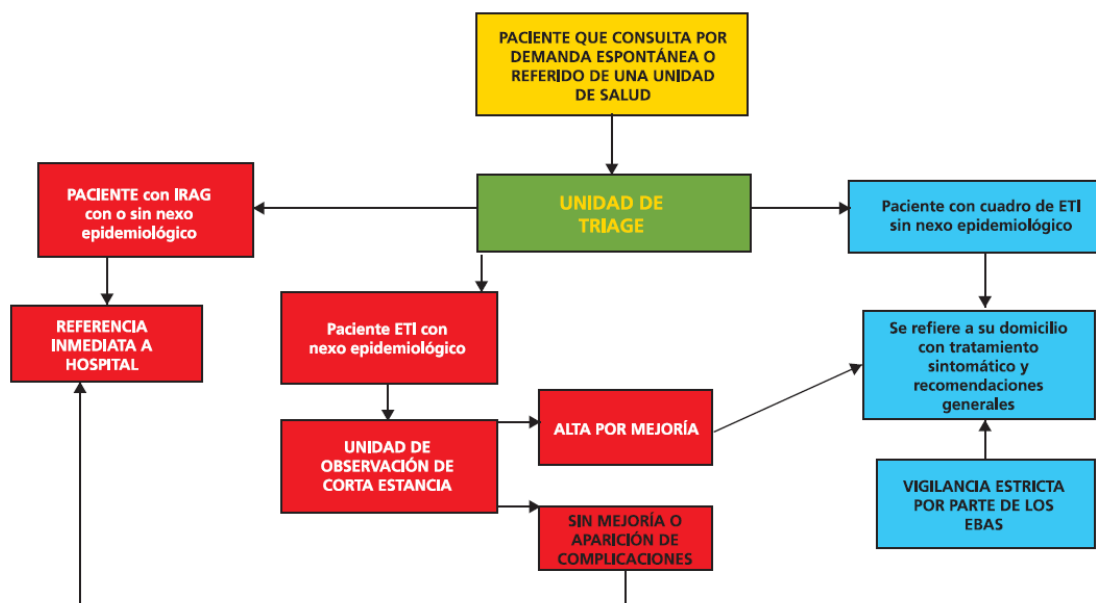 PACIENTE QUE CONSULTA POR
DEMANDA ESPONTÁNEA O
REFERIDO DE UNA UNIDAD
DE SALUD
PACIENTE con IRAG
con o sin nexo
epidemiológico
UNIDAD DE
TRIAGE
Paciente con cuadro de ETI
sin nexo epidemiológico
REFERENCIA
INMEDIATA A
HOSPITAL
Paciente ETI con
nexo epidemiológico
Se refiere a su domicilio
con tratamiento
sintomático y
recomendaciones
generales
UNIDAD DE
OBSERVACIÓN DE
CORTA ESTANCIA
ALTA POR MEJORÍA
VIGILANCIA ESTRICTA
POR PARTE DE LOS
EBAS
SIN MEJORÍA O
APARICIÓN DE
COMPLICACIONES